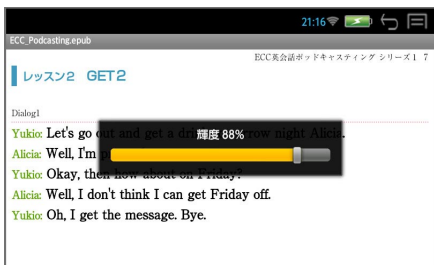 21:16
ECC_Podcasting.epub
ECC英会話ポッドキャスティング シリーズ1 7
レッスン2 GET2
Dialog1
Yukio: Let's go out and get a drink tomorrow night Alicia.
輝度 88%
Alicia: Well, I'm
Yukio: Okay, then how about on Friday?
Alicia: Well, I don't think I can get Friday off.
Yukio: Oh, I get the message. Bye.